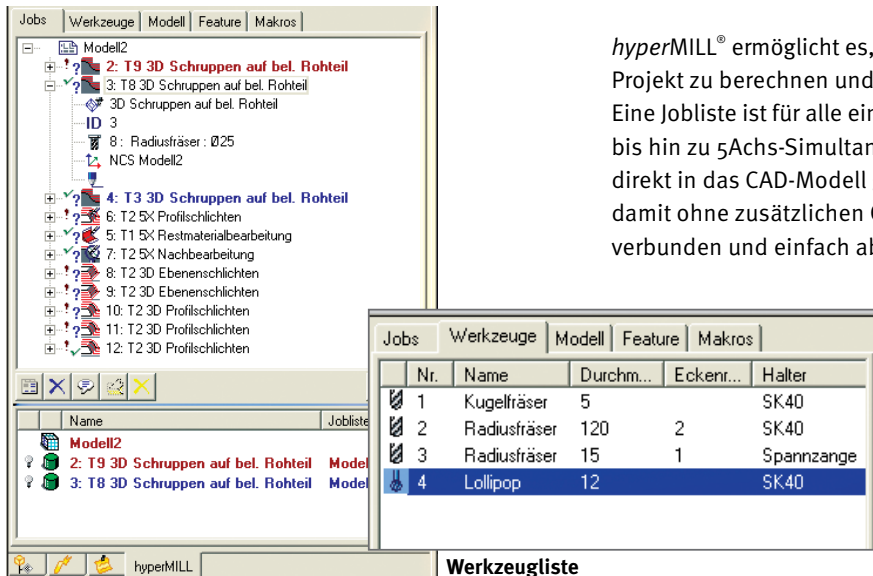 Jobs Werkzeuge Modell Feature Makros
Modell2
2: T9 3D Schruppen auf bel. Rohteil
3: T8 3D Schruppen auf bel. Rohteil
3D Schruppen auf bel. Rohteil
ID 3
8 : Radiusfräser : Ø25
NCS Modell2
4: T3 3D Schruppen auf bel. Rohteil
6: T2 5X Profilschlichten
5: T1 5X Restmaterialbearbeitung
7: T2 5X Nachbearbeitung
8: T2 3D Ebenenschlichten
9: T2 3D Ebenenschlichten
10: T2 3D Profilschlichten
11: T2 3D Profilschlichten
12: T2 3D Profilschlichten
Name Jobliste
Modell2
2: T9 3D Schruppen auf bel. Rohteil Model
3: T8 3D Schruppen auf bel. Rohteil Model
hyperMILL
hyperMILL® ermöglicht es,
Projekt zu berechnen und
Eine Jobliste ist für alle ein
bis hin zu 5Achs-Simultan
direkt in das CAD-Modell
damit ohne zusätzlichen
verbunden und einfach ab
Jobs Werkzeuge Modell Feature Makros
Nr. Name Durchm... Eckenr... Halter
1 Kugelfräser 5 SK40
2 Radiusfräser 120 2 SK40
3 Radiusfräser 15 1 Spannzange
4 Lollipop 12 SK40
Werkzeugliste